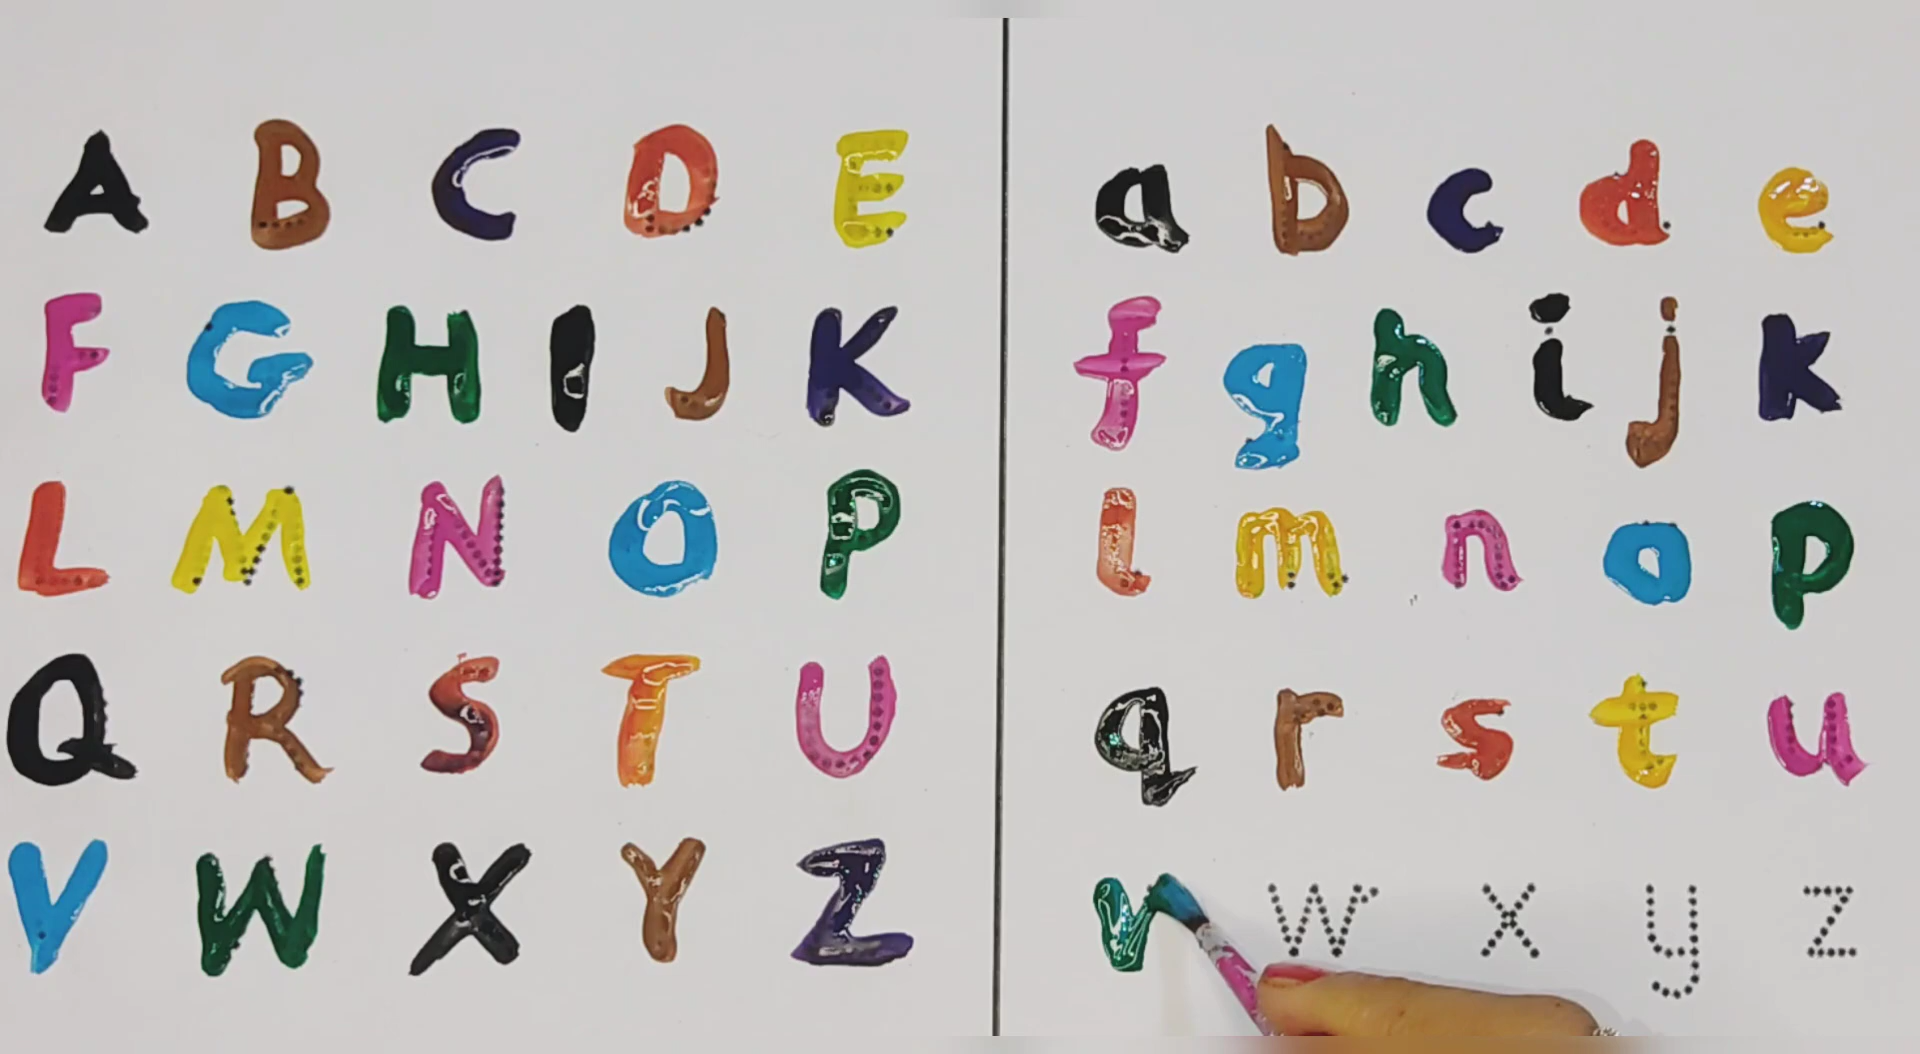 A B C D E
F G H I J K
L M N O P
Q R S T U
V W X Y Z
a b c d e
f g h i j k
l m n o p
q r s t u
v w x y z